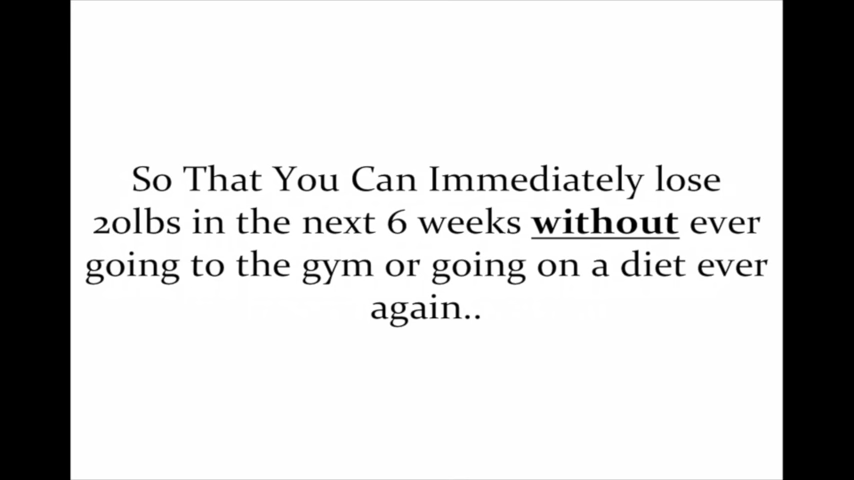 So That You Can Immediately lose
20lbs in the next 6 weeks without ever
going to the gym or going on a diet ever
again..